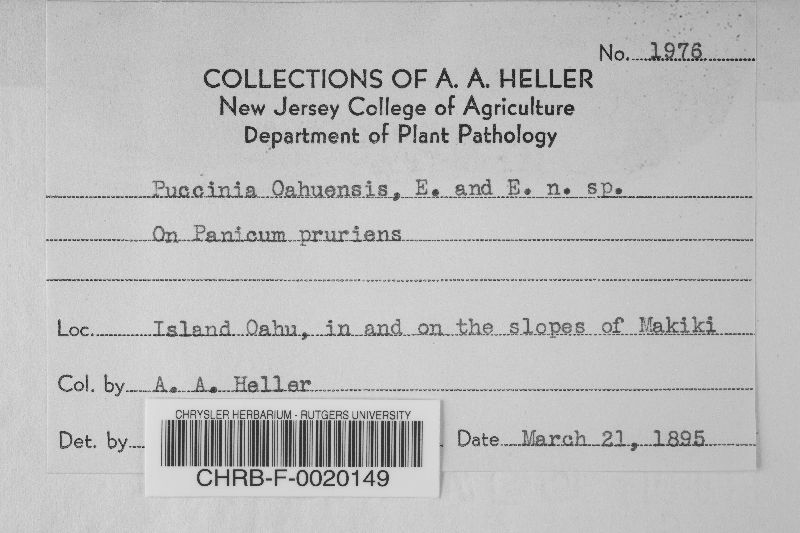 No. 1976
COLLECTIONS OF A. A. HELLER
New Jersey College of Agriculture
Department of Plant Pathology
Puccinia Oahuensis, E. and E. n. sp.
On Panicum pruriens
Loc. Island Oahu, in and on the slopes of Makiki
Col. by A. A. Heller
Det. by
Date March 21, 1895
CHRYSLER HERBARIUM - RUTGERS UNIVERSITY
CHRB-F-0020149